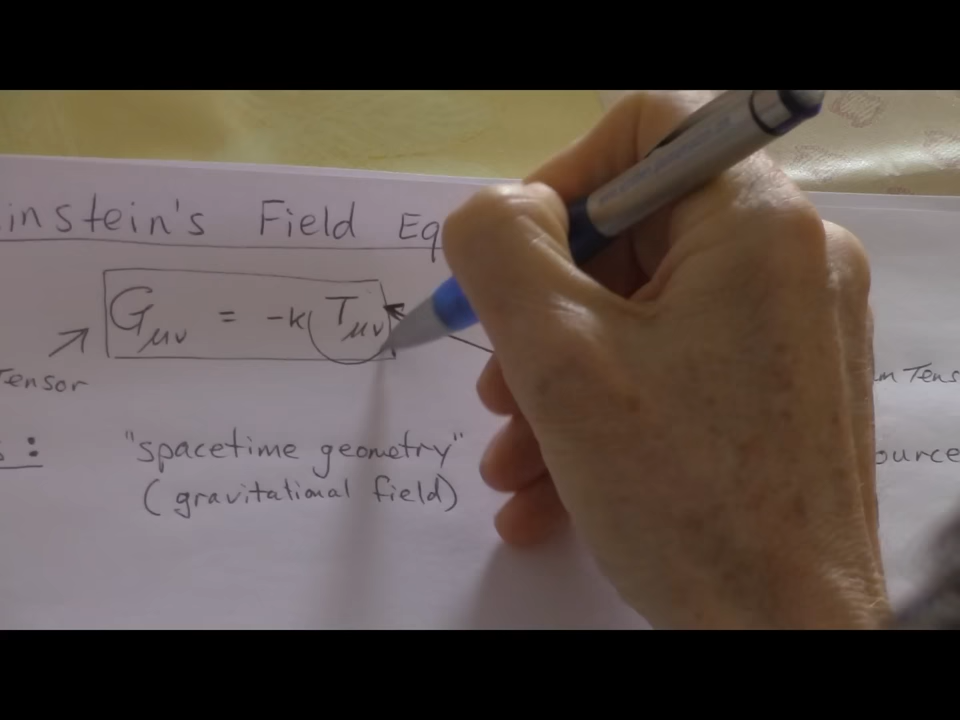 instein's Field Eq
Gμν = -k Tμν
Tensor m Tens
s : "spacetime geometry" ource
(gravitational field)